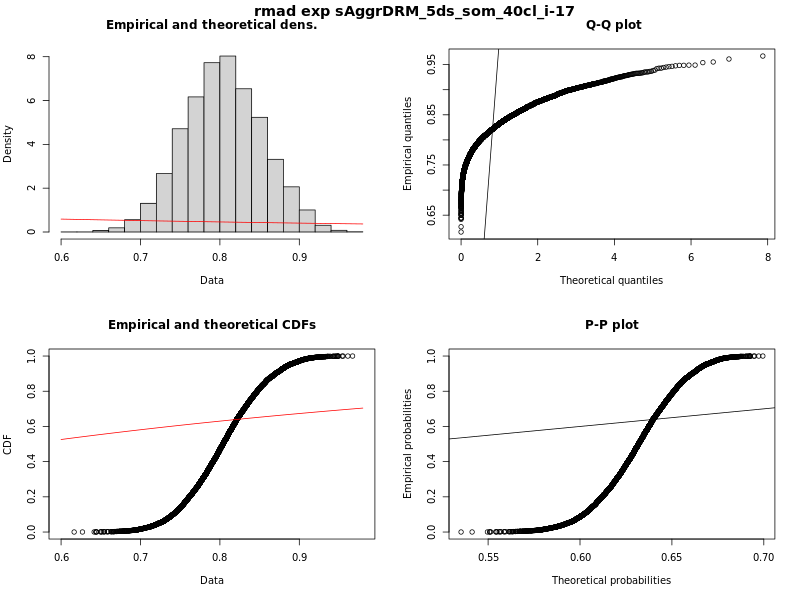 rmad exp sAggrDRM_5ds_som_40cl_i-17
Empirical and theoretical dens.
Density
0 2 4 6 8
0.6 0.7 0.8 0.9
Data
Q-Q plot
Empirical quantiles
0.65 0.75 0.85 0.95
0 2 4 6 8
Theoretical quantiles
Empirical and theoretical CDFs
CDF
0.0 0.2 0.4 0.6 0.8 1.0
0.6 0.7 0.8 0.9
Data
P-P plot
Empirical probabilities
0.0 0.2 0.4 0.6 0.8 1.0
0.55 0.60 0.65 0.70
Theoretical probabilities